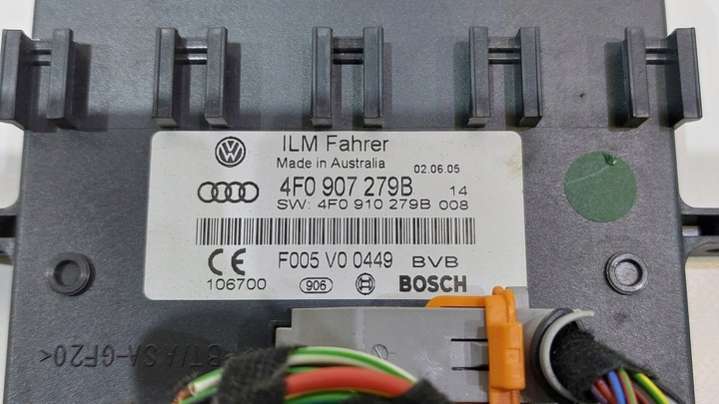 ILM Fahrer
Made in Australia 02.06.05
4F0 907 279B 14
SW: 4F0 910 279B 008
F005 V0 0449 BVB
CE
106700 906 BOSCH